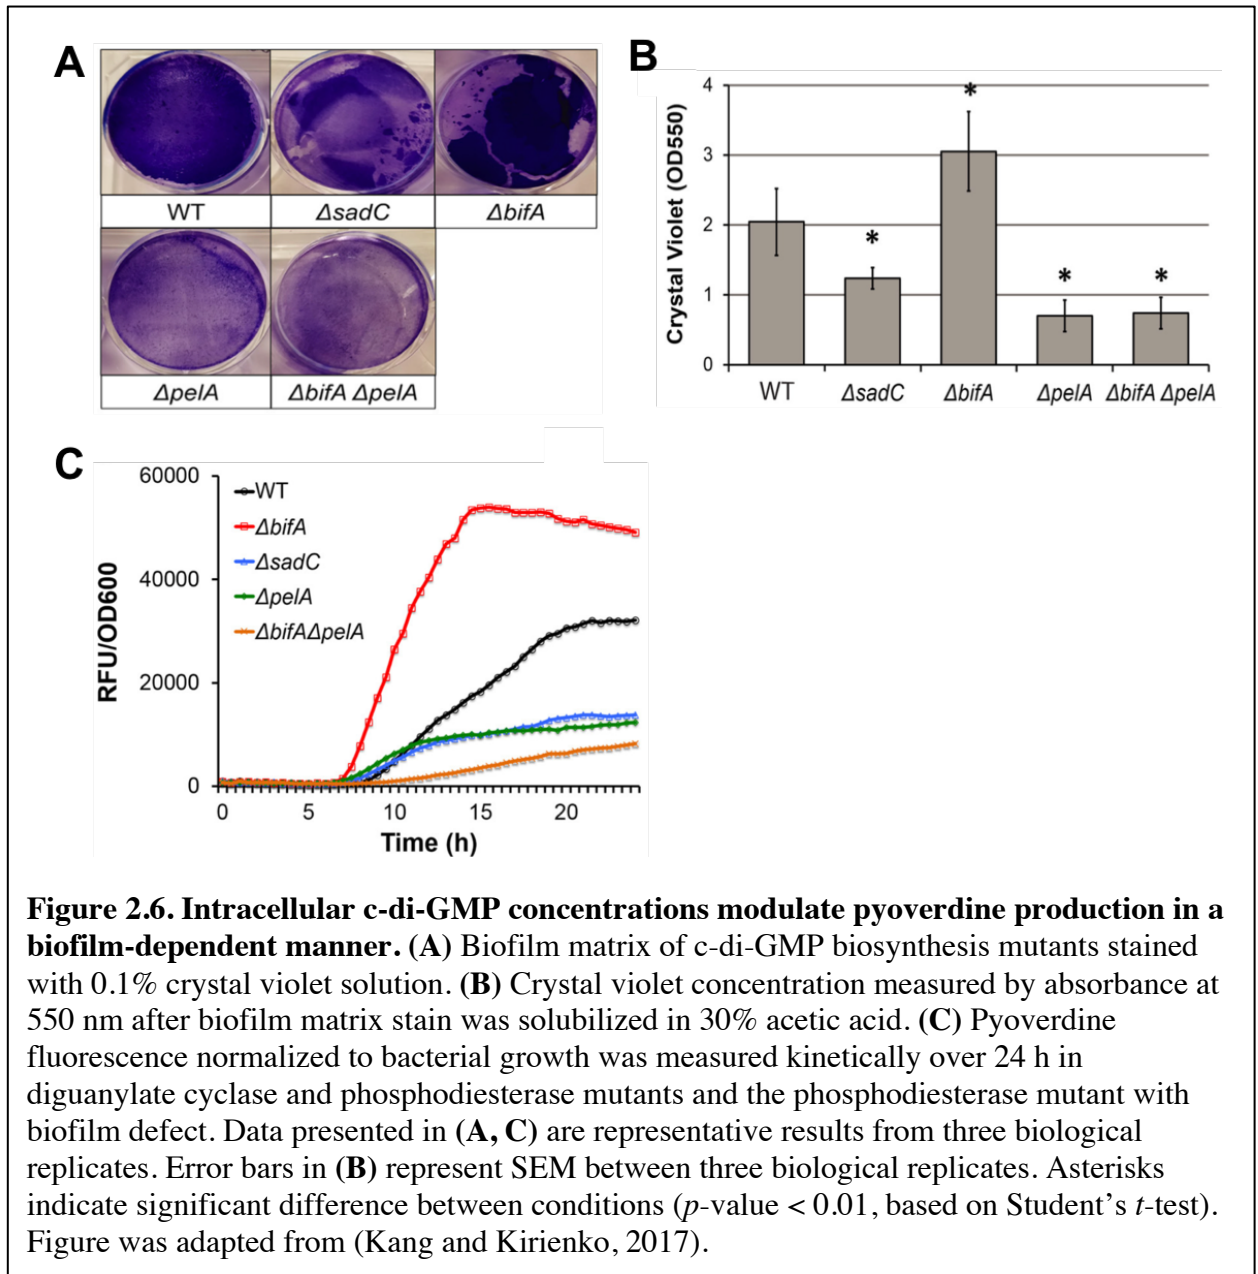 A
WT
ΔsadC
ΔbifA
ΔpelA
ΔbifA ΔpelA
B
Crystal Violet (OD550)
4
3
2
1
0
*
*
*
*
WT
ΔsadC
ΔbifA
ΔpelA
ΔbifA ΔpelA
C
RFU/OD600
60000
40000
20000
0
WT
ΔbifA
ΔsadC
ΔpelA
ΔbifAΔpelA
0
5
10
15
20
Time (h)
Figure 2.6. Intracellular c-di-GMP concentrations modulate pyoverdine production in a
biofilm-dependent manner. (A) Biofilm matrix of c-di-GMP biosynthesis mutants stained
with 0.1% crystal violet solution. (B) Crystal violet concentration measured by absorbance at
550 nm after biofilm matrix stain was solubilized in 30% acetic acid. (C) Pyoverdine
fluorescence normalized to bacterial growth was measured kinetically over 24 h in
diguanylate cyclase and phosphodiesterase mutants and the phosphodiesterase mutant with
biofilm defect. Data presented in (A, C) are representative results from three biological
replicates. Error bars in (B) represent SEM between three biological replicates. Asterisks
indicate significant difference between conditions (p-value < 0.01, based on Student’s t-test).
Figure was adapted from (Kang and Kirienko, 2017).